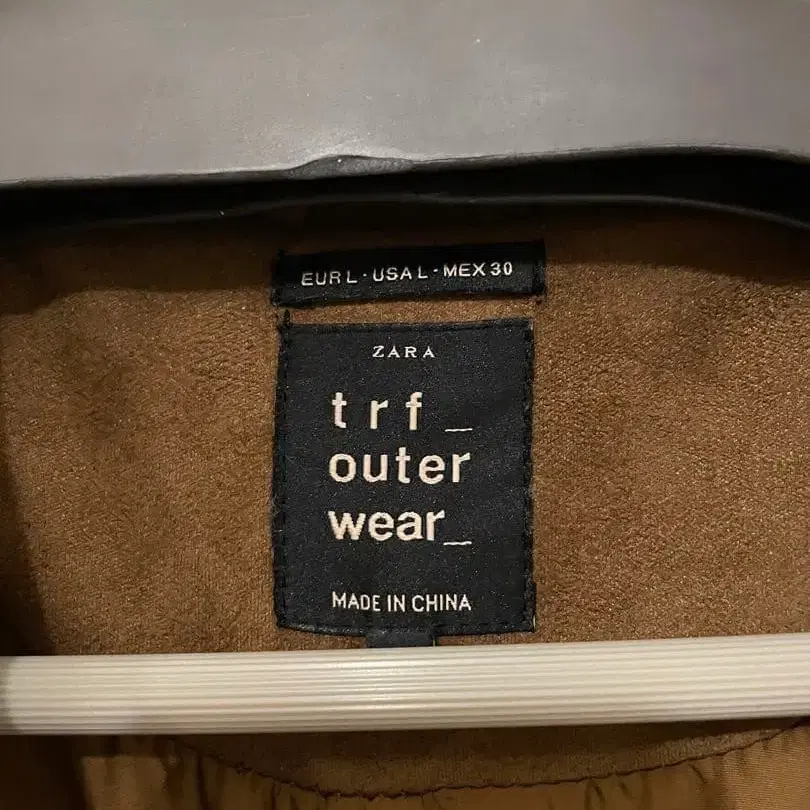 EUR L · USA L · MEX 30
ZARA
trf_
outer
wear_
MADE IN CHINA